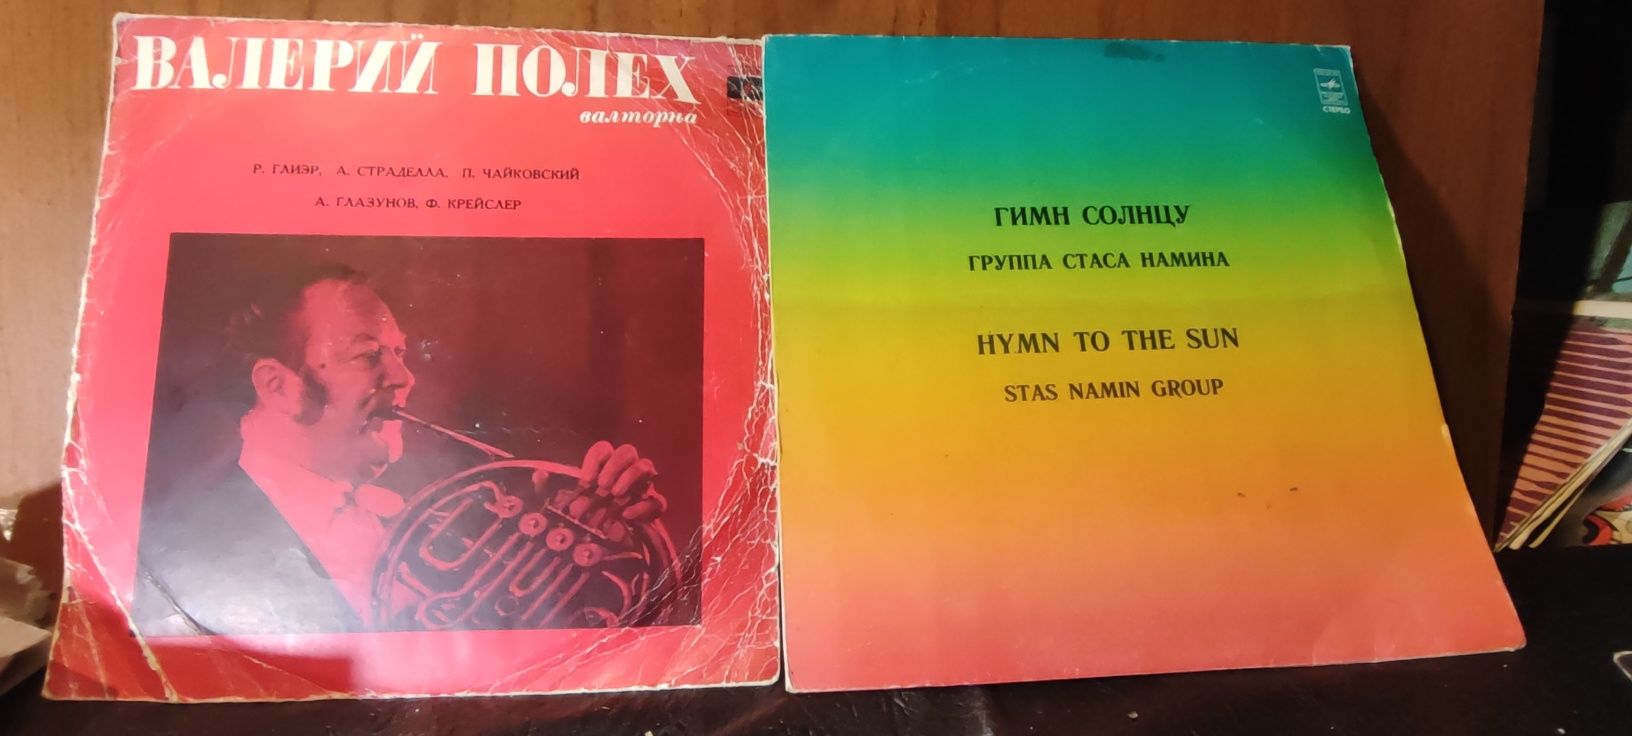 ВАЛЕРИЙ ПОЛЕХ
валторна
Р. ГЛИЭР, А. СТРАДЕЛЛА, П. ЧАЙКОВСКИЙ
А. ГЛАЗУНОВ, Ф. КРЕЙСЛЕР
СТЕРЕО
ГИМН СОЛНЦУ
ГРУППА СТАСА НАМИНА
HYMN TO THE SUN
STAS NAMIN GROUP